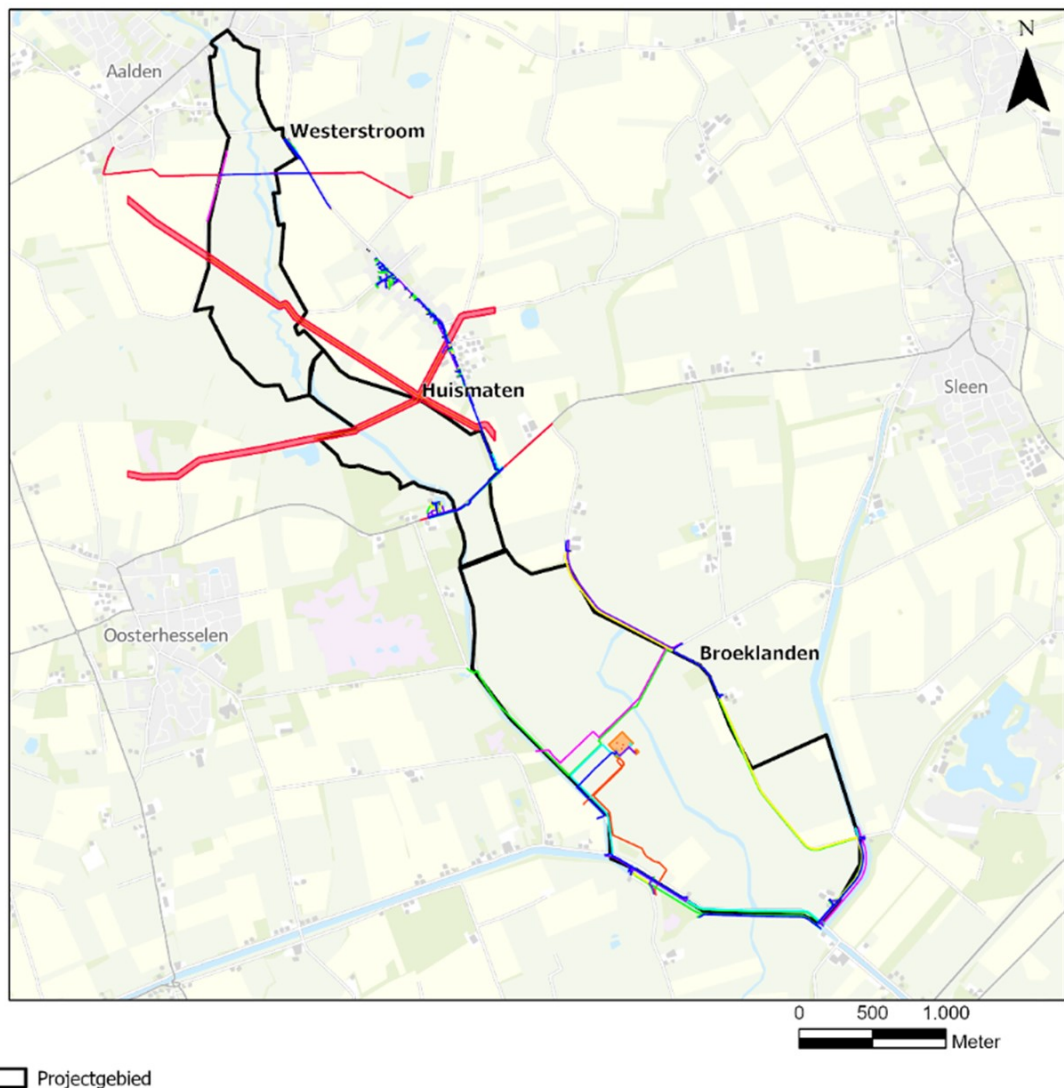 N
Aalden
Westerstroom
Huismaten
Sleen
Oosterhesselen
Broeklanden
0 500 1.000
Meter
Projectgebied